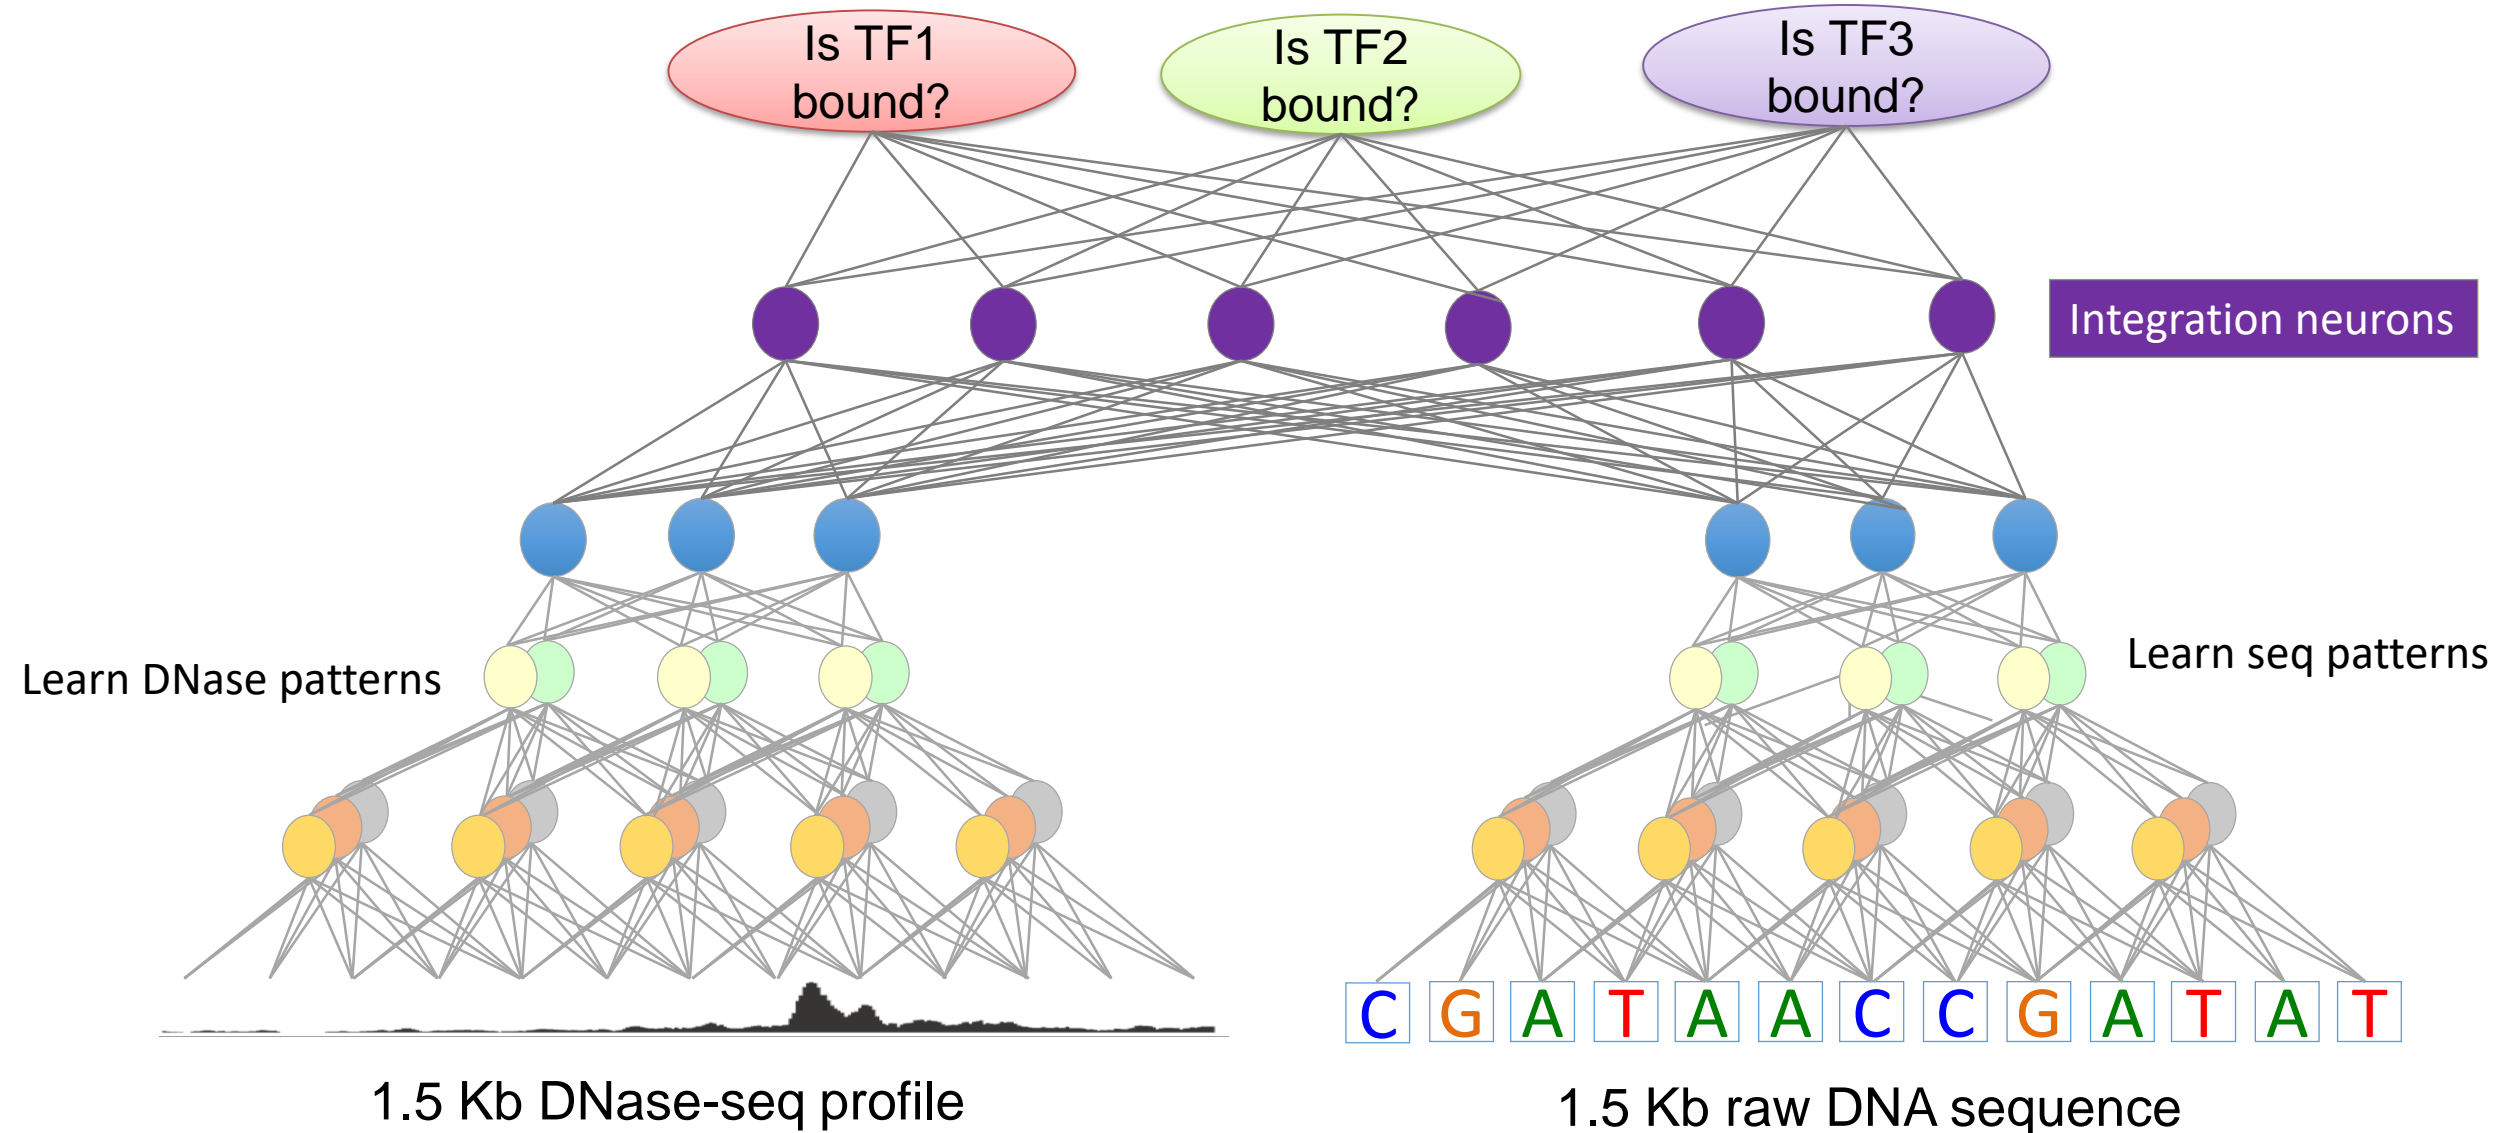 Is TF1
bound?
Is TF2
bound?
Is TF3
bound?
Integration neurons
Learn DNase patterns
Learn seq patterns
C G A T A A C C G A T A T
1.5 Kb DNase-seq profile
1.5 Kb raw DNA sequence